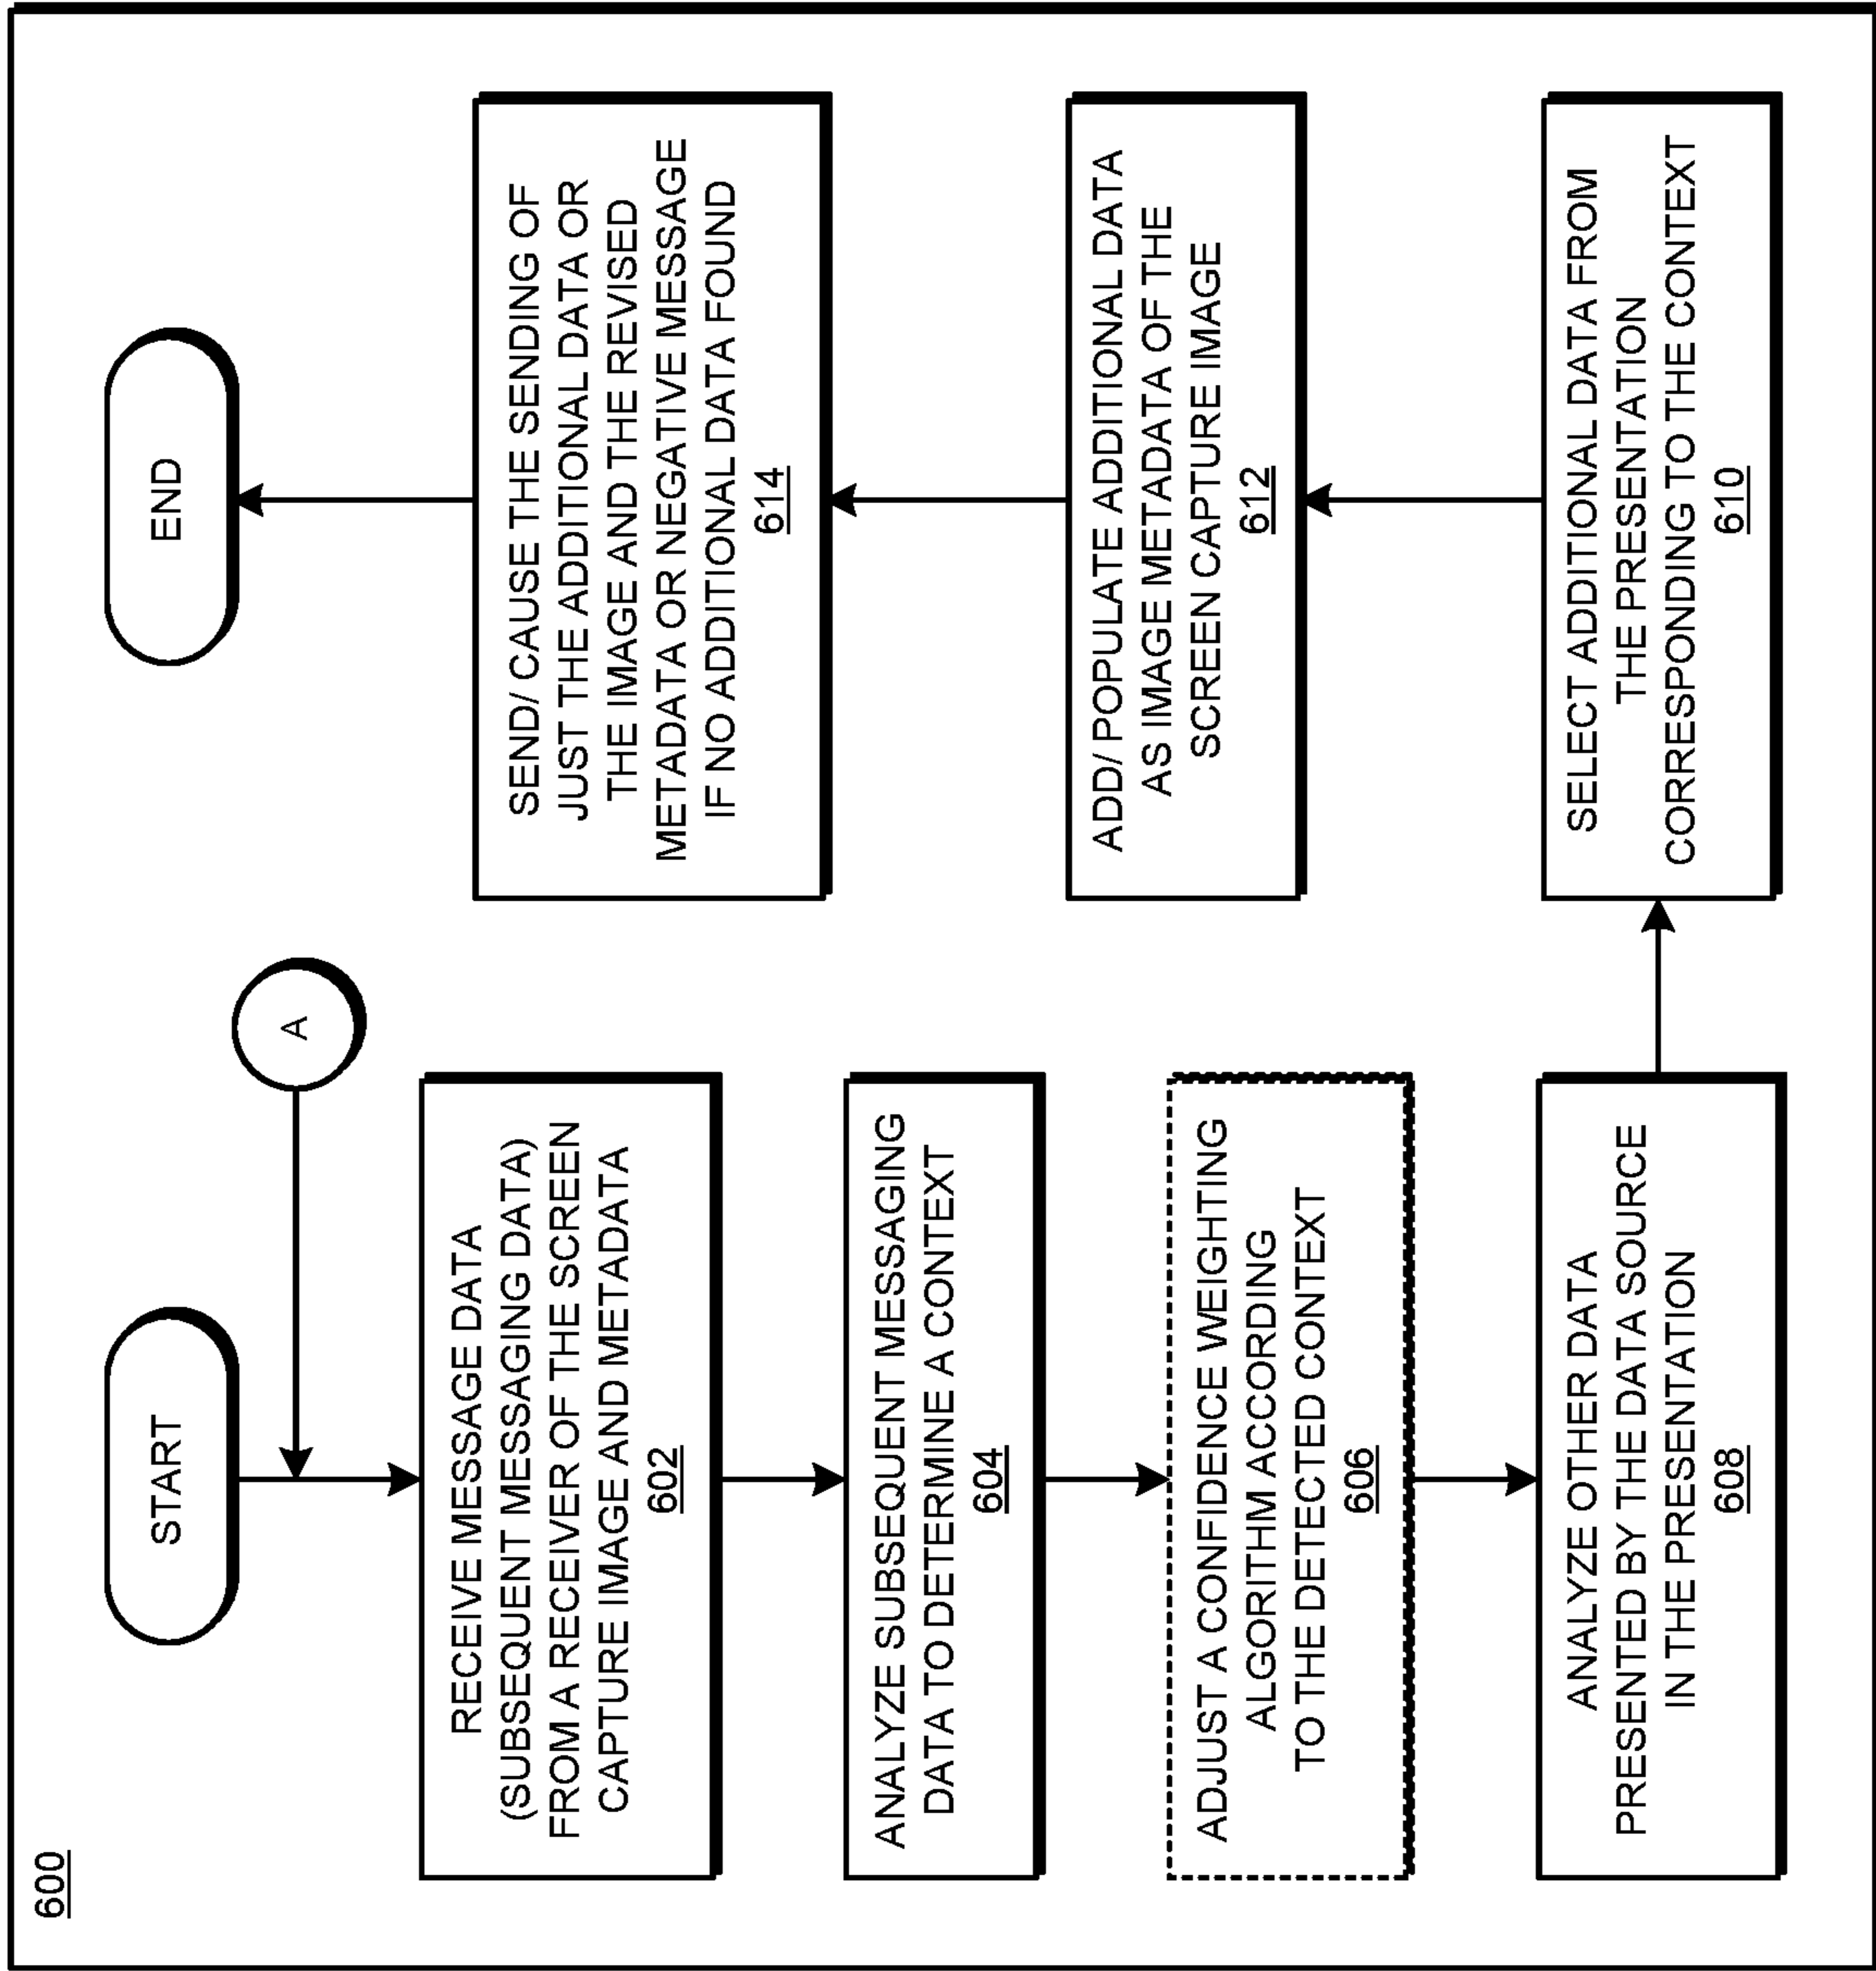 600
START
A
RECEIVE MESSAGE DATA
(SUBSEQUENT MESSAGING DATA)
FROM A RECEIVER OF THE SCREEN
CAPTURE IMAGE AND METADATA
602
ANALYZE SUBSEQUENT MESSAGING
DATA TO DETERMINE A CONTEXT
604
ADJUST A CONFIDENCE WEIGHTING
ALGORITHM ACCORDING
TO THE DETECTED CONTEXT
606
ANALYZE OTHER DATA
PRESENTED BY THE DATA SOURCE
IN THE PRESENTATION
608
SELECT ADDITIONAL DATA FROM
THE PRESENTATION
CORRESPONDING TO THE CONTEXT
610
ADD/ POPULATE ADDITIONAL DATA
AS IMAGE METADATA OF THE
SCREEN CAPTURE IMAGE
612
SEND/ CAUSE THE SENDING OF
JUST THE ADDITIONAL DATA OR
THE IMAGE AND THE REVISED
METADATA OR NEGATIVE MESSAGE
IF NO ADDITIONAL DATA FOUND
614
END